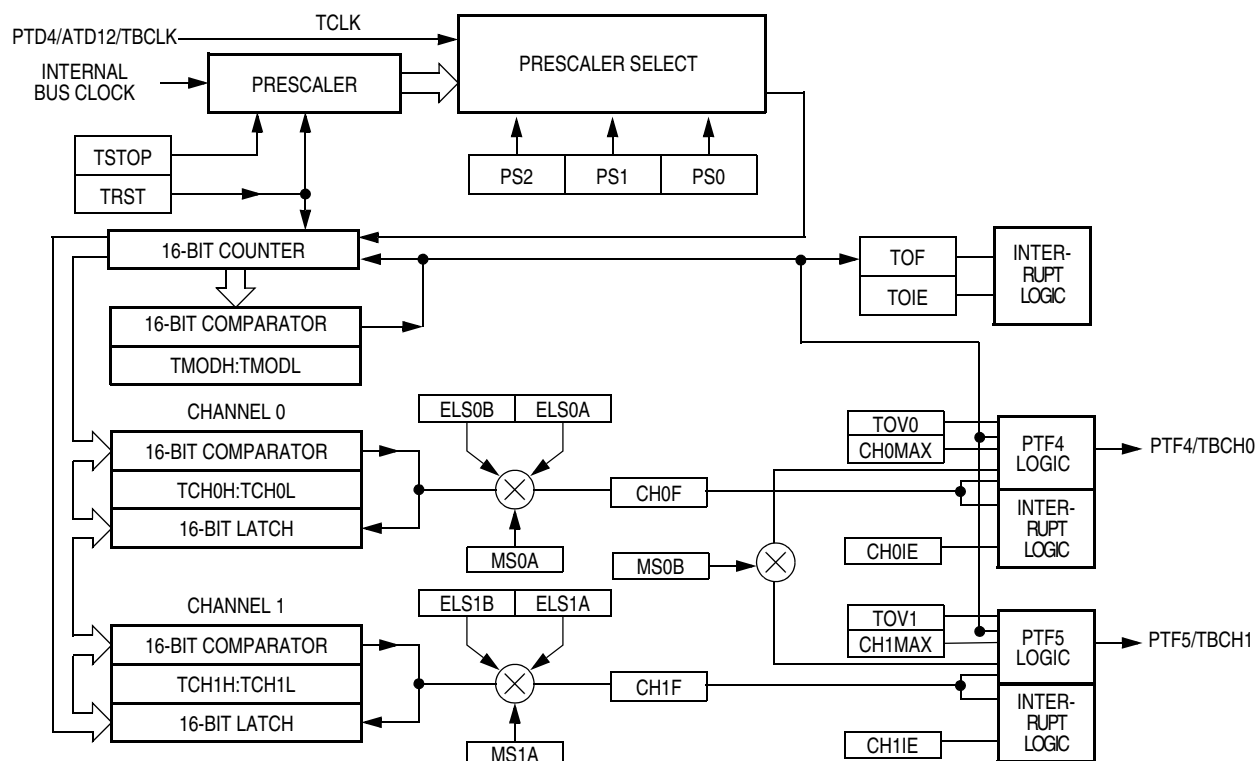 PTD4/ATD12/TBCLK
TCLK
INTERNAL
BUS CLOCK
PRESCALER
PRESCALER SELECT
TSTOP
TRST
PS2
PS1
PS0
16-BIT COUNTER
16-BIT COMPARATOR
TMODH:TMODL
TOF
TOIE
INTER-
RUPT
LOGIC
CHANNEL 0
16-BIT COMPARATOR
TCH0H:TCH0L
16-BIT LATCH
ELS0B
ELS0A
MS0A
CH0F
MS0B
TOV0
CH0MAX
CH0IE
PTF4
LOGIC
INTER-
RUPT
LOGIC
PTF4/TBCH0
CHANNEL 1
16-BIT COMPARATOR
TCH1H:TCH1L
16-BIT LATCH
ELS1B
ELS1A
MS1A
CH1F
TOV1
CH1MAX
CH1IE
PTF5
LOGIC
INTER-
RUPT
LOGIC
PTF5/TBCH1